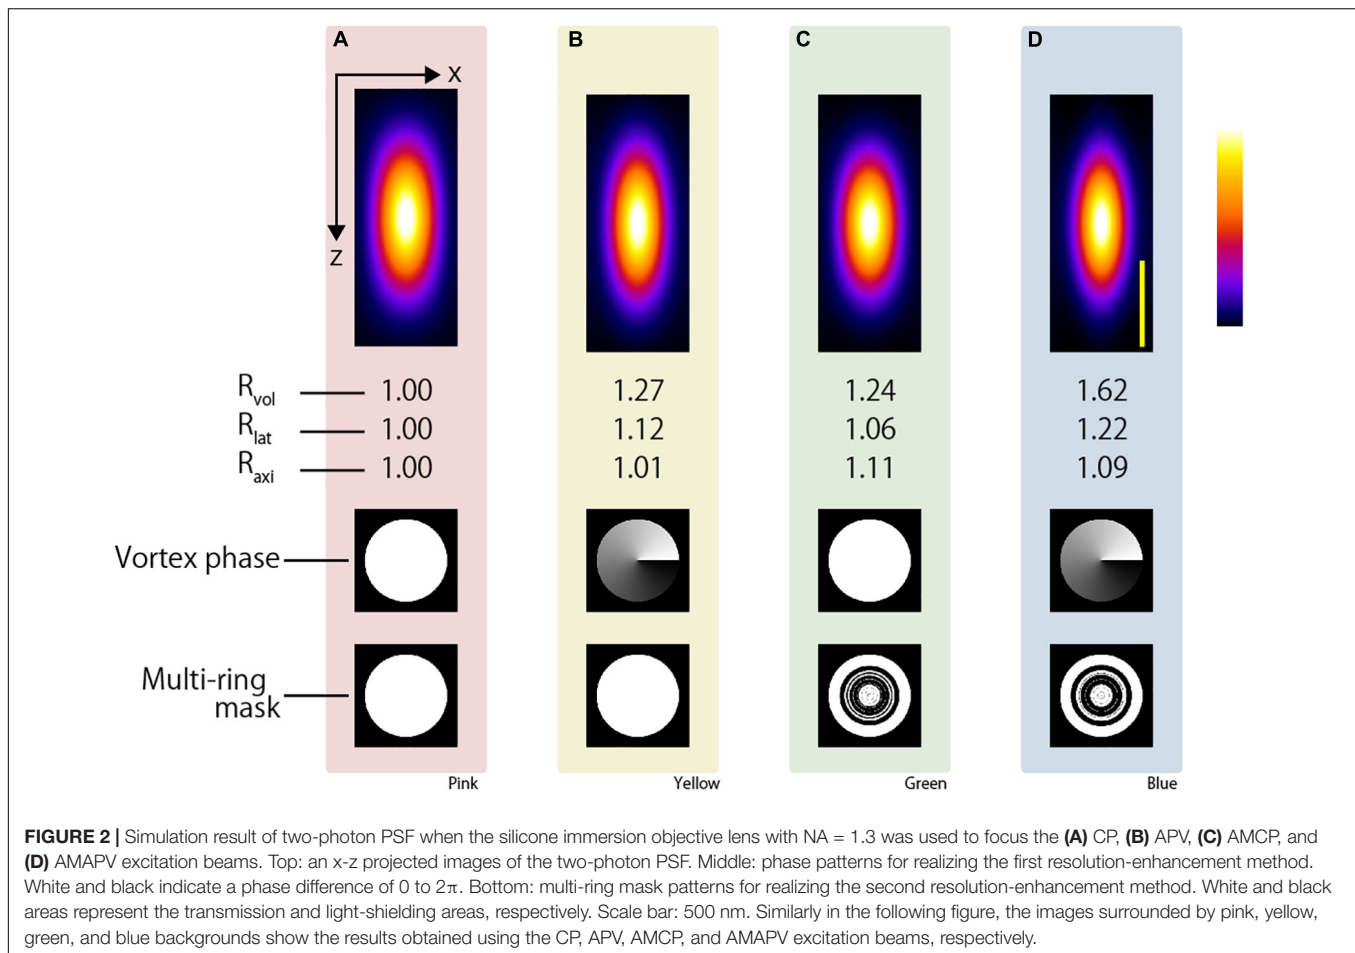 A B C D
X
Z
R vol 1.00 1.27 1.24 1.62
R lat 1.00 1.12 1.06 1.22
R axi 1.00 1.01 1.11 1.09
Vortex phase
Multi-ring
mask
Pink Yellow Green Blue
FIGURE 2 | Simulation result of two-photon PSF when the silicone immersion objective lens with NA = 1.3 was used to focus the (A) CP, (B) APV, (C) AMCP, and
(D) AMAPV excitation beams. Top: an x-z projected images of the two-photon PSF. Middle: phase patterns for realizing the first resolution-enhancement method.
White and black indicate a phase difference of 0 to 2π. Bottom: multi-ring mask patterns for realizing the second resolution-enhancement method. White and black
areas represent the transmission and light-shielding areas, respectively. Scale bar: 500 nm. Similarly in the following figure, the images surrounded by pink, yellow,
green, and blue backgrounds show the results obtained using the CP, APV, AMCP, and AMAPV excitation beams, respectively.